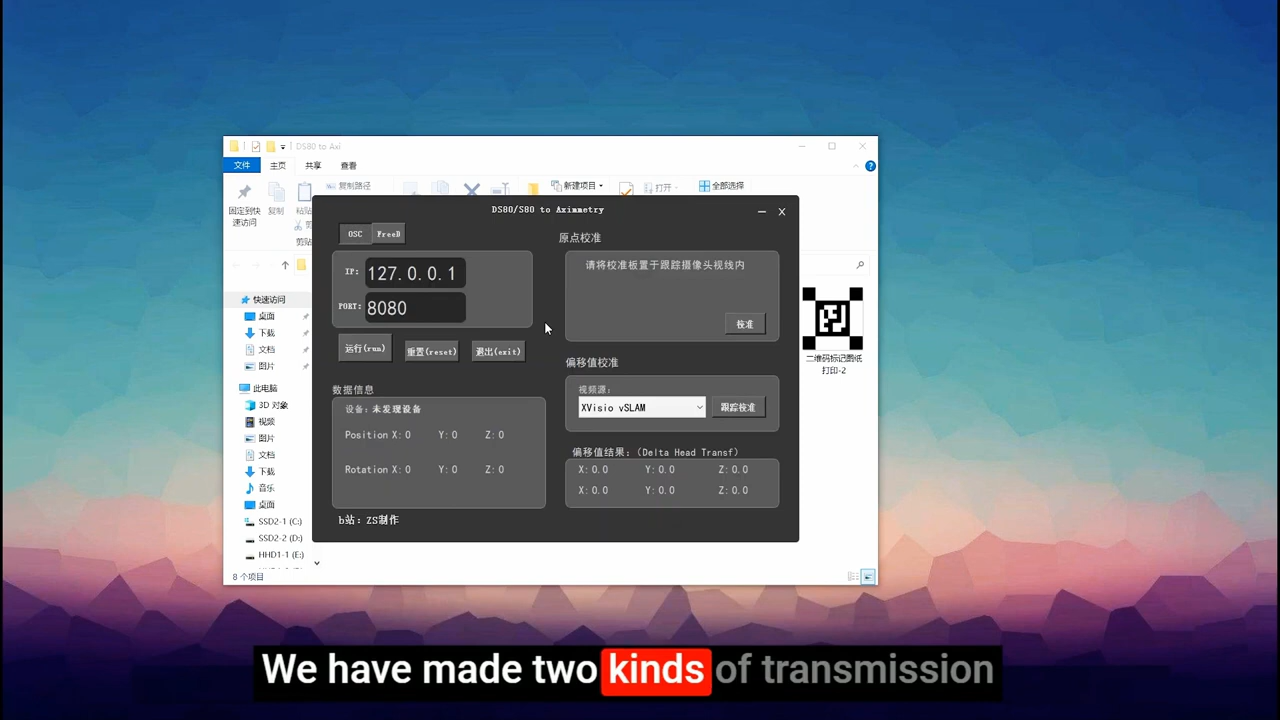 DS80 to Axi
文件 主页 共享 查看
复制路径 新建项目 打开 全部选择
固定到快速访问 复制
DS80/S80 to Aximmetry
OSC FreeD
IP: 127.0.0.1
PORT: 8080
运行(run) 重置(reset) 退出(exit)
数据信息
设备: 未发现设备
Position X: 0 Y: 0 Z: 0
Rotation X: 0 Y: 0 Z: 0
b站: ZS制作
原点校准
请将校准板置于跟踪摄像头视线内
校准
偏移值校准
视频源:
XVisio vSLAM 跟踪校准
偏移值结果: (Delta Head Transf)
X: 0.0 Y: 0.0 Z: 0.0
X: 0.0 Y: 0.0 Z: 0.0
快速访问
桌面
下载
文档
图片
此电脑
3D 对象
视频
图片
文档
下载
音乐
桌面
SSD2-1 (C:)
SSD2-2 (D:)
HHD1-1 (E:)
8 个项目
二维码标记图纸
打印-2
We have made two kinds of transmission